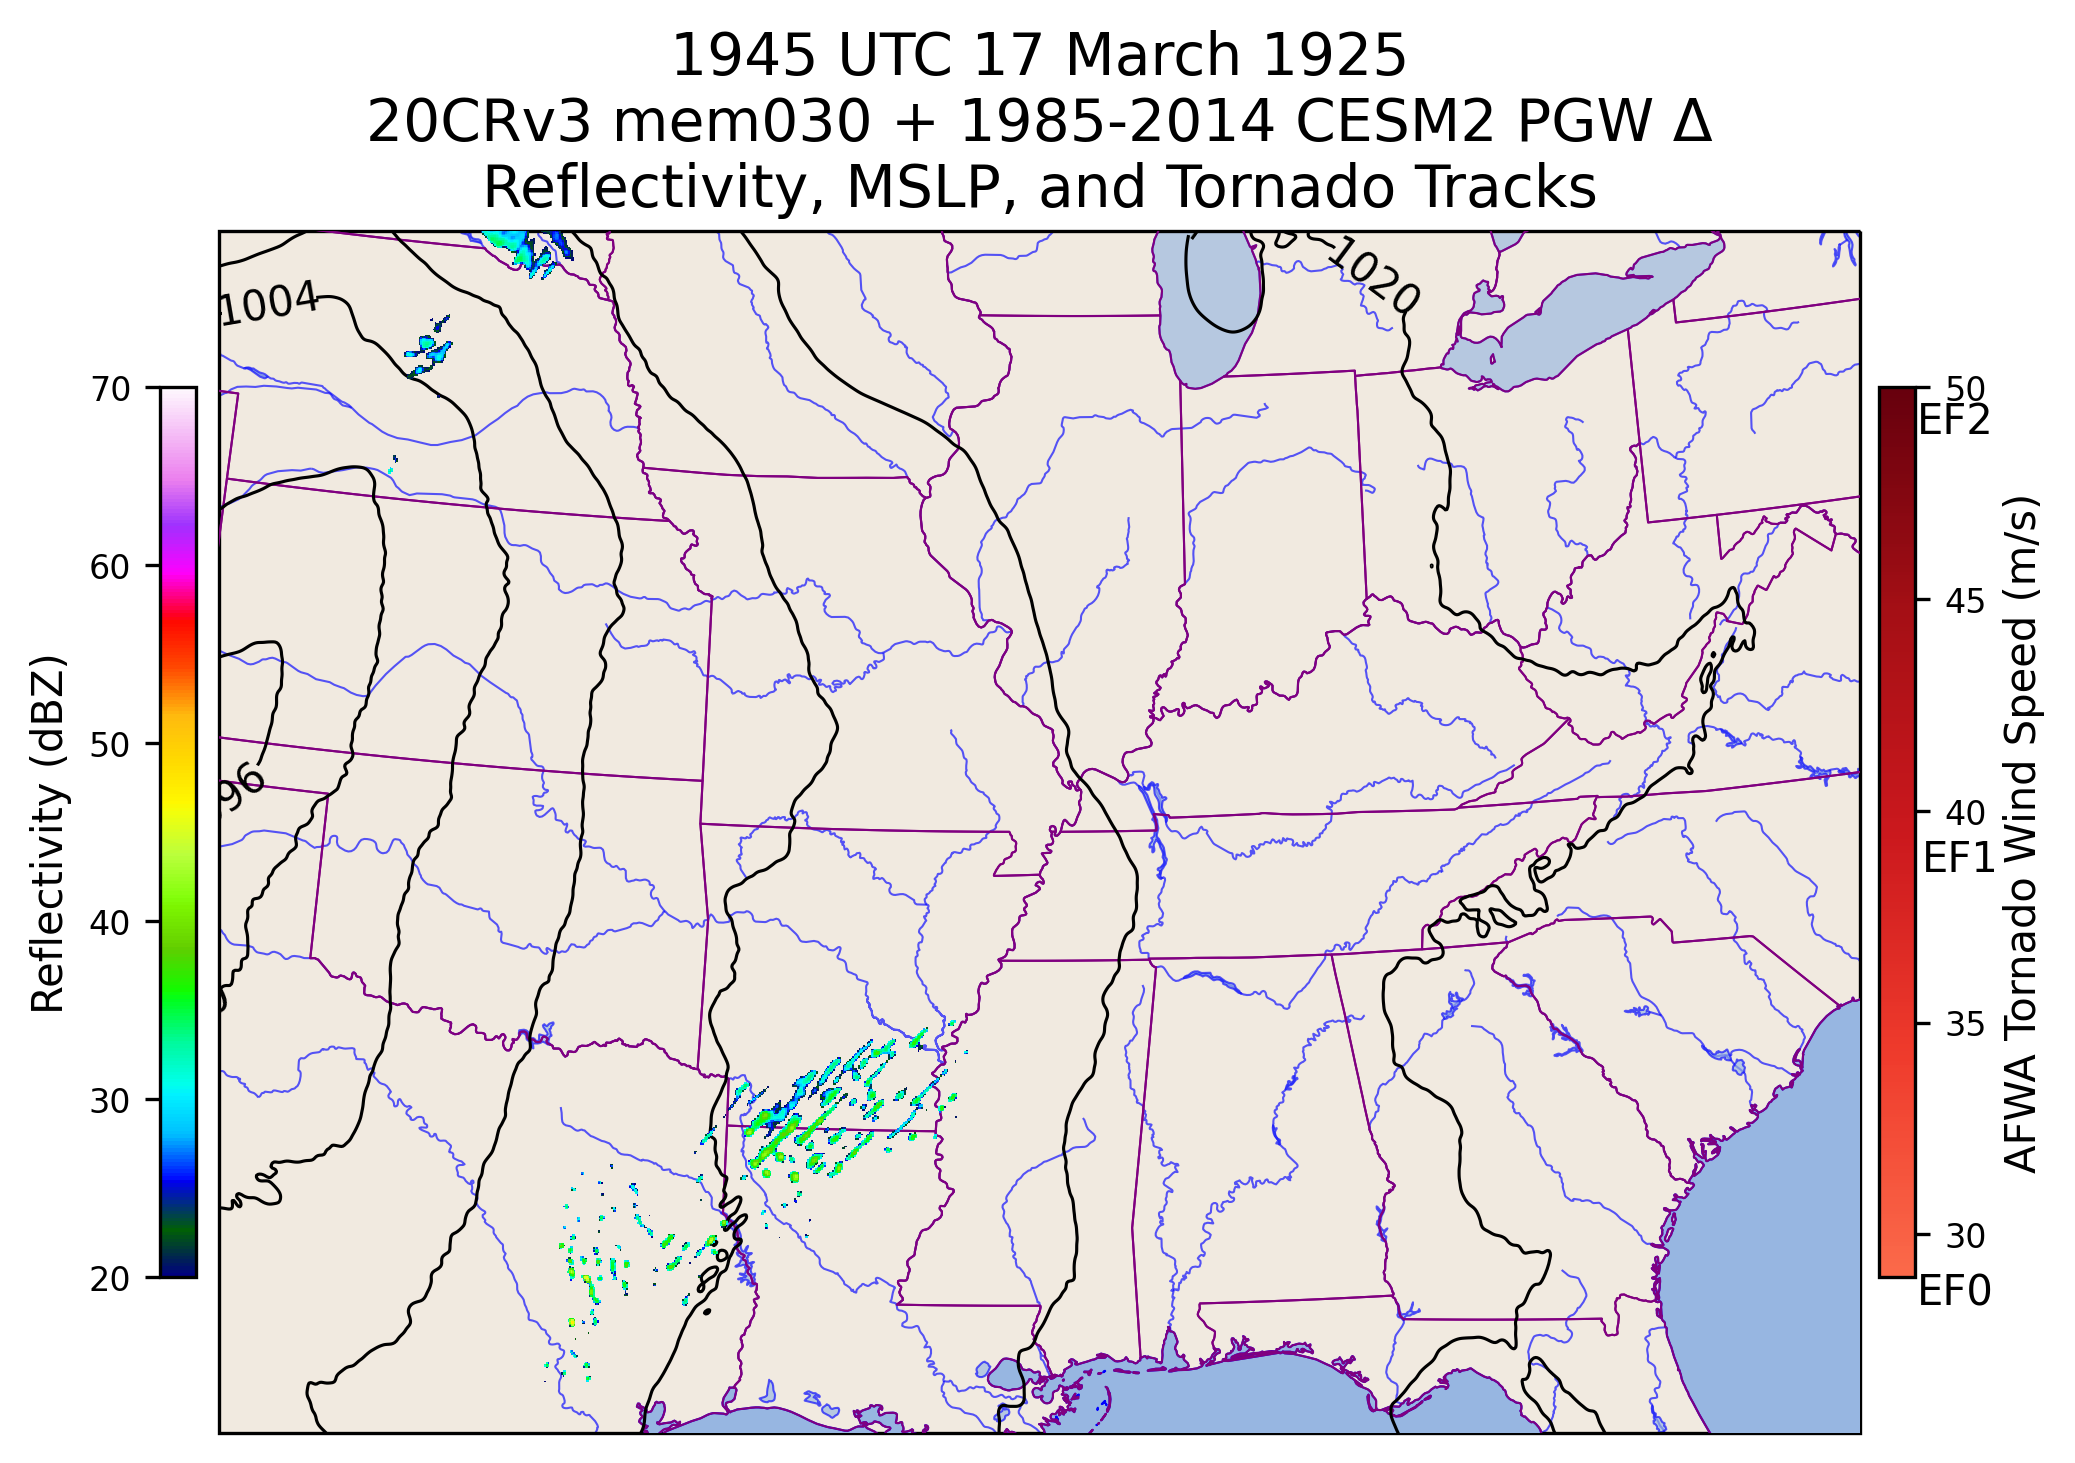 1945 UTC 17 March 1925
20CRv3 mem030 + 1985-2014 CESM2 PGW Δ
Reflectivity, MSLP, and Tornado Tracks
1020
1004
96
70
60
50
40
30
20
Reflectivity (dBZ)
50
EF2
45
40
EF1
35
30
EF0
AFWA Tornado Wind Speed (m/s)